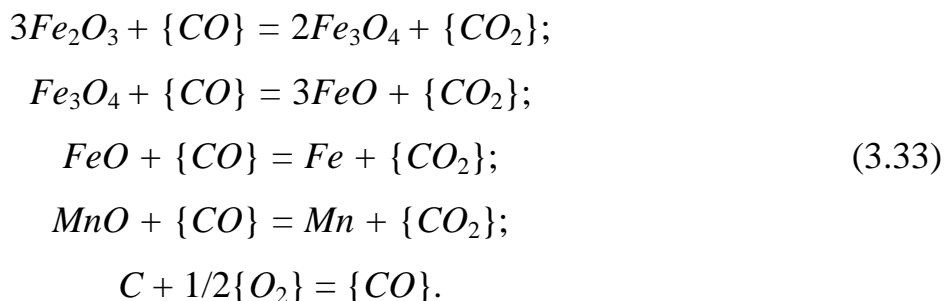 3Fe₂O₃ + {CO} = 2Fe₃O₄ + {CO₂};
Fe₃O₄ + {CO} = 3FeO + {CO₂};
FeO + {CO} = Fe + {CO₂}; (3.33)
MnO + {CO} = Mn + {CO₂};
C + 1/2{O₂} = {CO}.